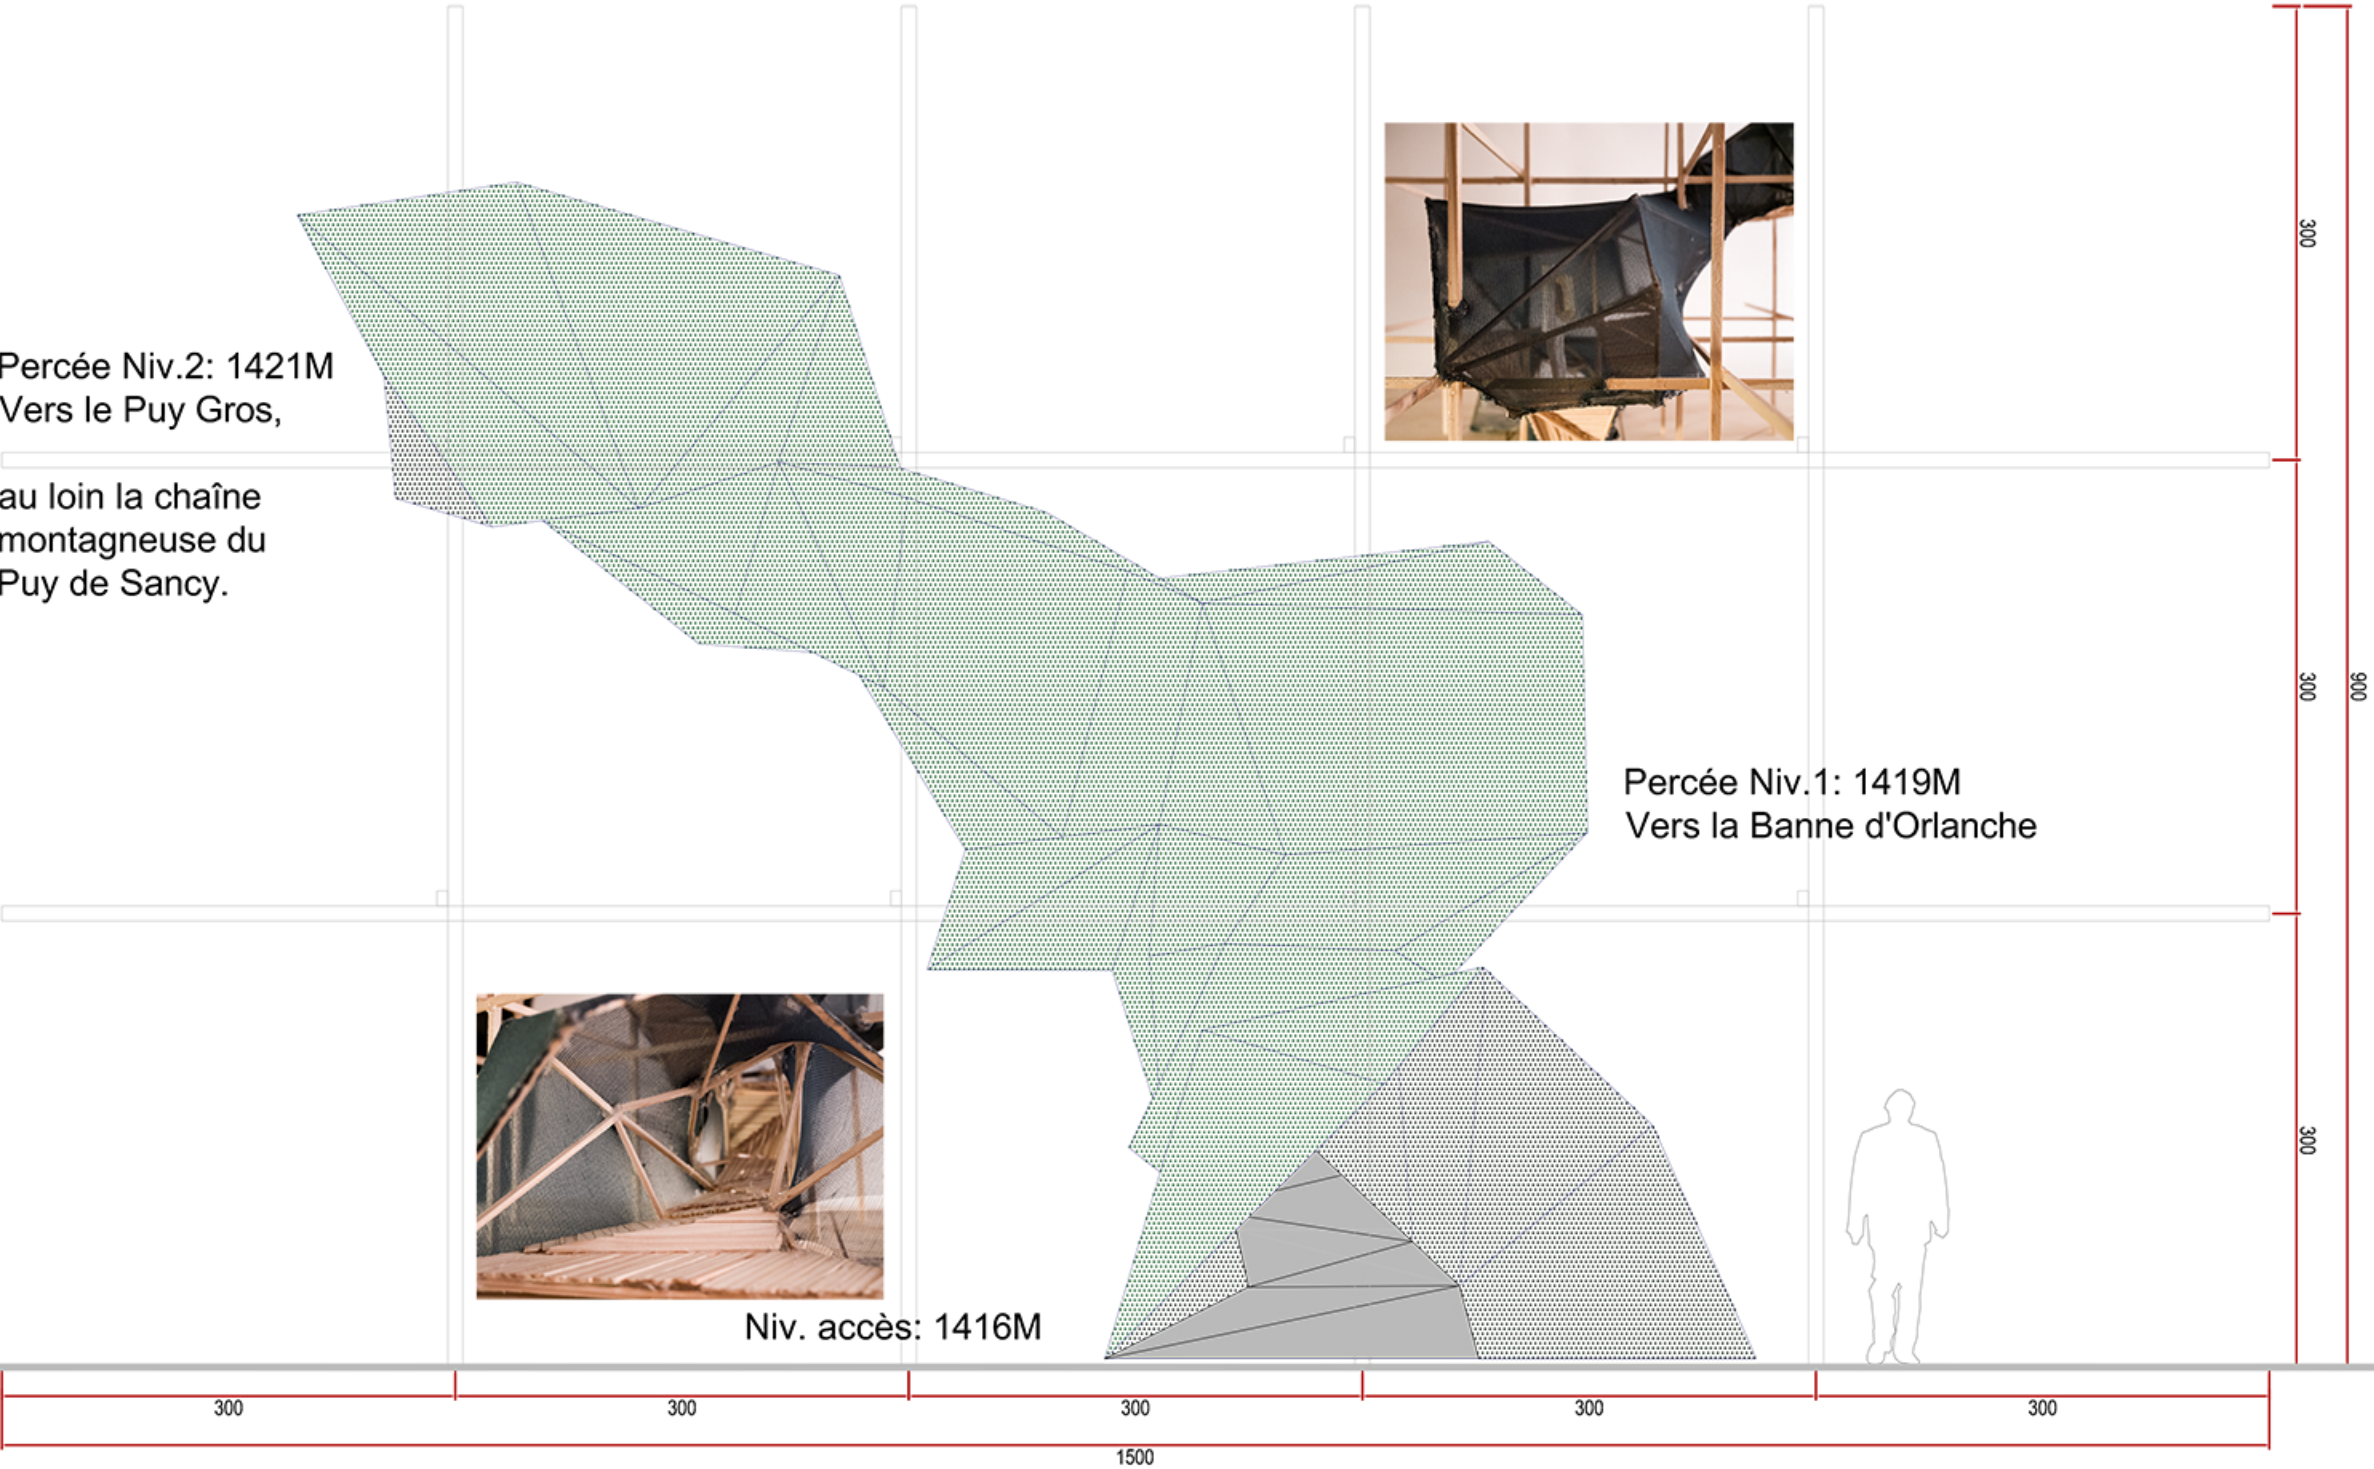 Percée Niv.2: 1421M
Vers le Puy Gros,
au loin la chaîne
montagneuse du
Puy de Sancy.
Percée Niv.1: 1419M
Vers la Banne d'Orlanche
Niv. accès: 1416M
300
300
300
900
300
300
300
300
300
1500